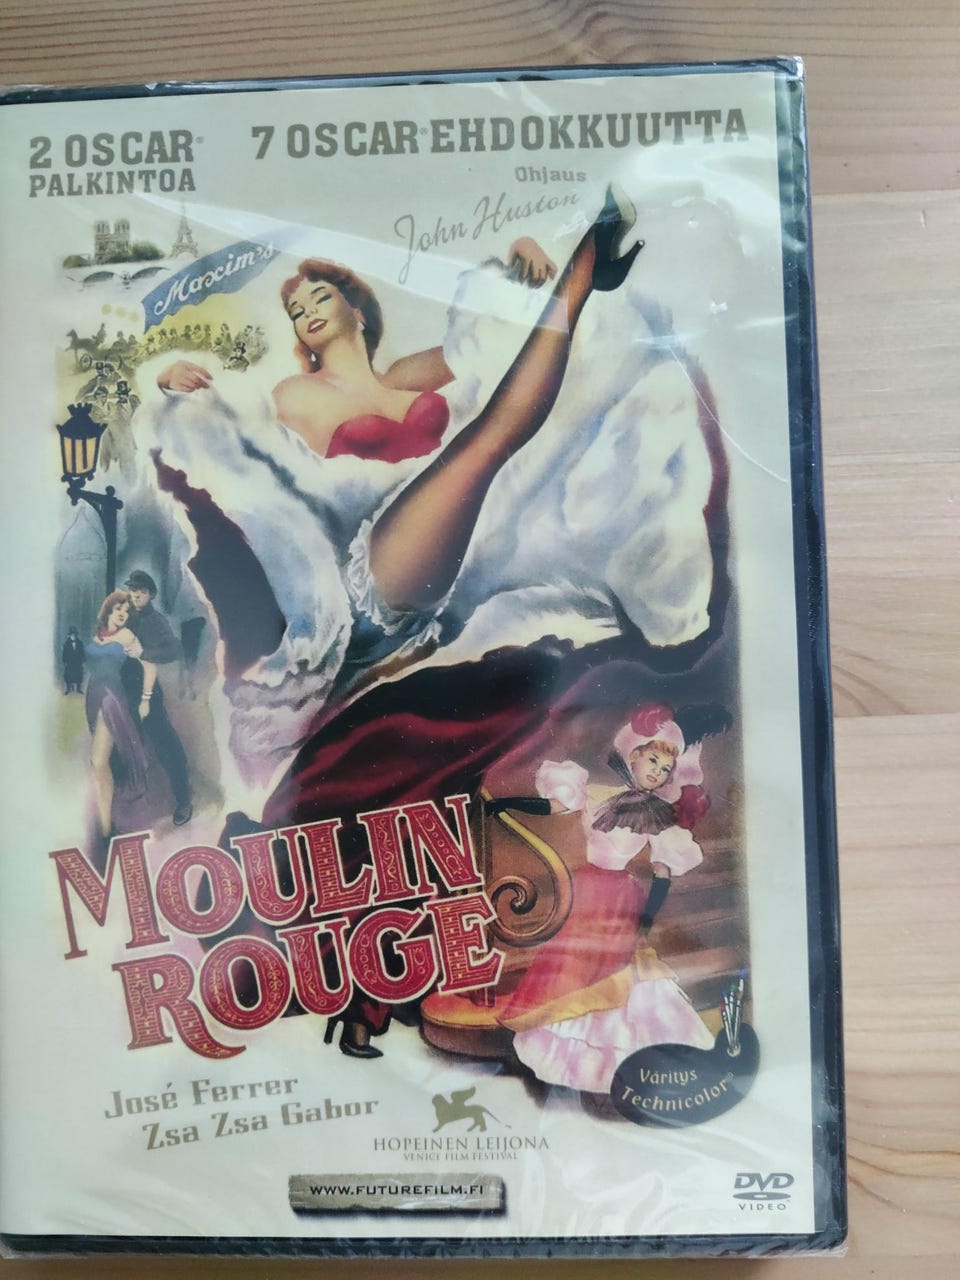 2 OSCAR®
PALKINTOA
7 OSCAR® EHDOKKUUTTA
Ohjaus
John Huston
Maxim's
MOULIN
ROUGE
José Ferrer
Zsa Zsa Gabor
Väritys
Technicolor®
HOPEINEN LEIJONA
VENICE FILM FESTIVAL
WWW.FUTUREFILM.FI
DVD
VIDEO™